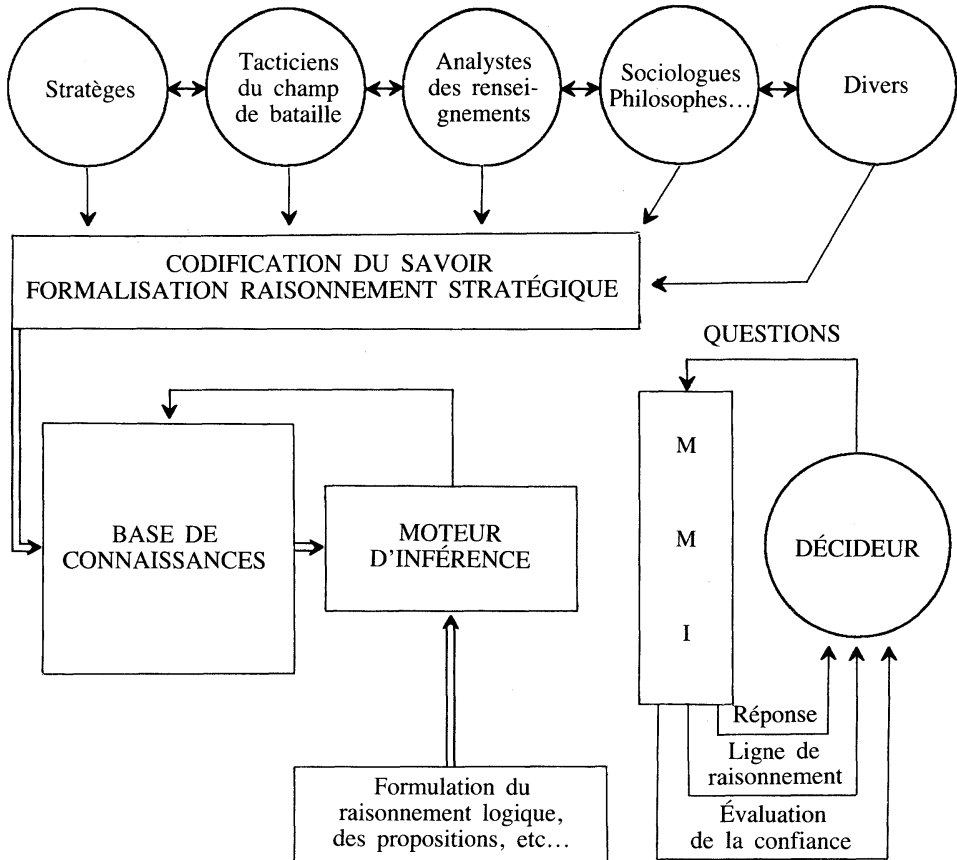 Stratèges
Tacticiens
du champ
de bataille
Analystes
des rensei-
gnements
Sociologues
Philosophes...
Divers
CODIFICATION DU SAVOIR
FORMALISATION RAISONNEMENT STRATÉGIQUE
QUESTIONS
BASE DE
CONNAISSANCES
MOTEUR
D'INFÉRENCE
M
M
I
DÉCIDEUR
Réponse
Ligne de
raisonnement
Évaluation
de la confiance
Formulation du
raisonnement logique,
des propositions, etc...